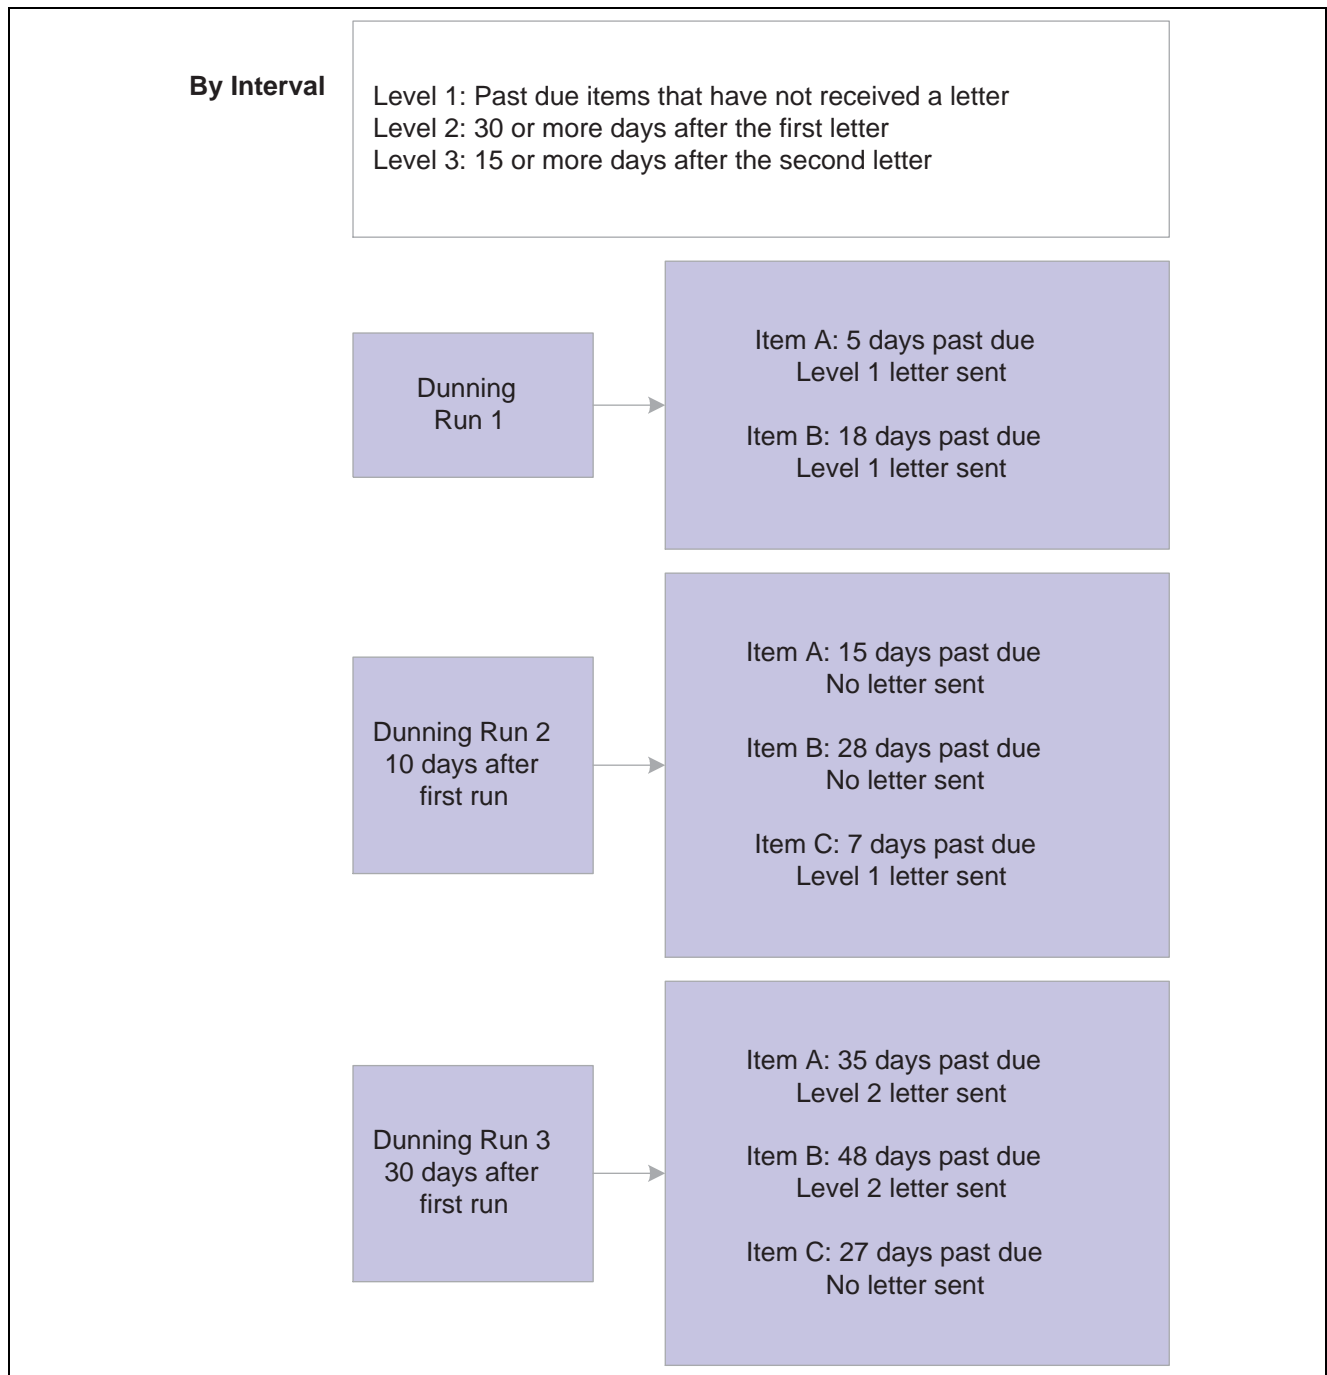 By Interval
Level 1: Past due items that have not received a letter
Level 2: 30 or more days after the first letter
Level 3: 15 or more days after the second letter
Dunning
Run 1
Item A: 5 days past due
Level 1 letter sent
Item B: 18 days past due
Level 1 letter sent
Dunning Run 2
10 days after
first run
Item A: 15 days past due
No letter sent
Item B: 28 days past due
No letter sent
Item C: 7 days past due
Level 1 letter sent
Dunning Run 3
30 days after
first run
Item A: 35 days past due
Level 2 letter sent
Item B: 48 days past due
Level 2 letter sent
Item C: 27 days past due
No letter sent